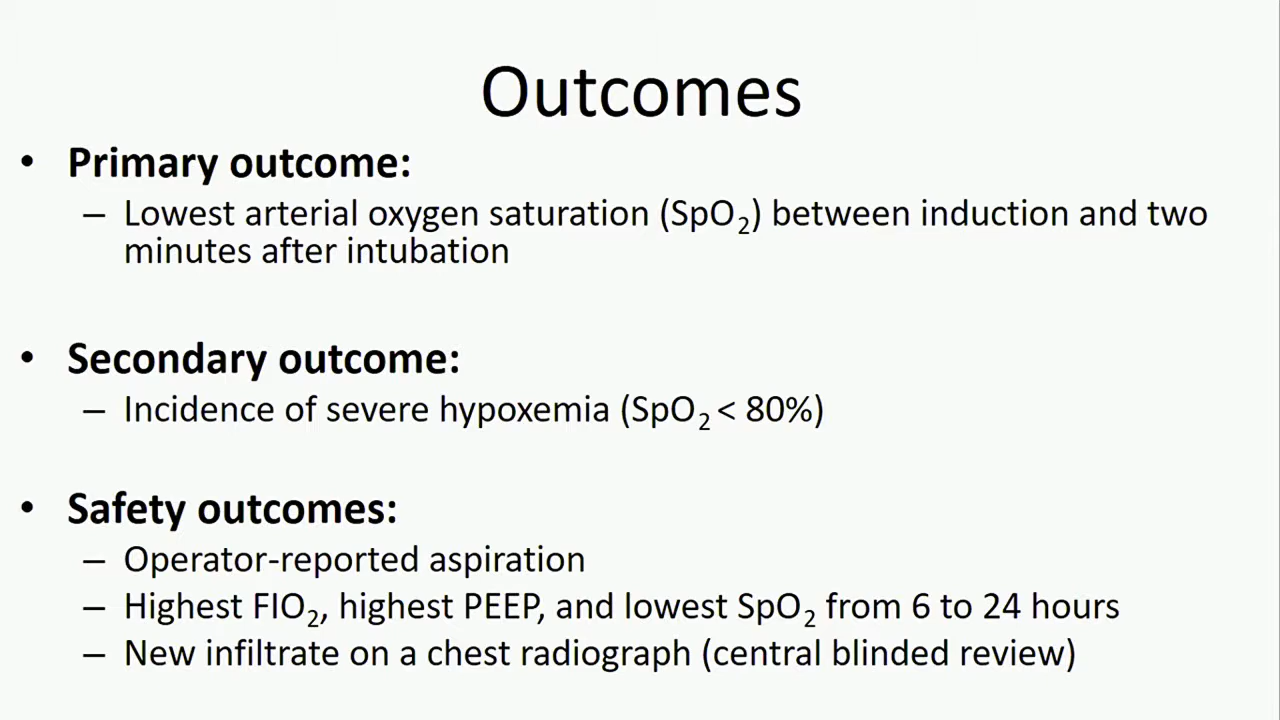 Outcomes
• Primary outcome:
– Lowest arterial oxygen saturation (SpO₂) between induction and two
minutes after intubation
• Secondary outcome:
– Incidence of severe hypoxemia (SpO₂ < 80%)
• Safety outcomes:
– Operator-reported aspiration
– Highest FIO₂, highest PEEP, and lowest SpO₂ from 6 to 24 hours
– New infiltrate on a chest radiograph (central blinded review)